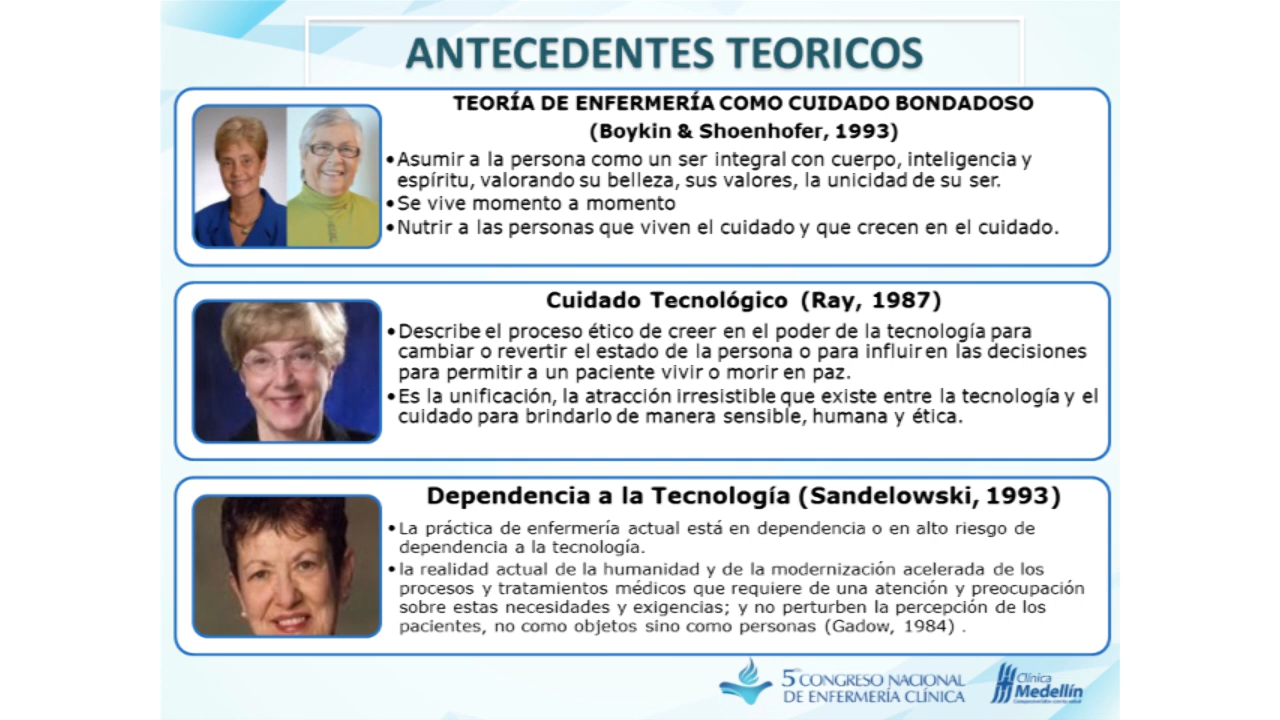 ANTECEDENTES TEORICOS
TEORÍA DE ENFERMERÍA COMO CUIDADO BONDADOSO
(Boykin & Shoenhofer, 1993)
•Asumir a la persona como un ser integral con cuerpo, inteligencia y
espíritu, valorando su belleza, sus valores, la unicidad de su ser.
•Se vive momento a momento
•Nutrir a las personas que viven el cuidado y que crecen en el cuidado.
Cuidado Tecnológico (Ray, 1987)
•Describe el proceso ético de creer en el poder de la tecnología para
cambiar o revertir el estado de la persona o para influir en las decisiones
para permitir a un paciente vivir o morir en paz.
•Es la unificación, la atracción irresistible que existe entre la tecnología y el
cuidado para brindarlo de manera sensible, humana y ética.
Dependencia a la Tecnología (Sandelowski, 1993)
•La práctica de enfermería actual está en dependencia o en alto riesgo de
dependencia a la tecnología.
•la realidad actual de la humanidad y de la modernización acelerada de los
procesos y tratamientos médicos que requiere de una atención y preocupación
sobre estas necesidades y exigencias; y no perturben la percepción de los
pacientes, no como objetos sino como personas (Gadow, 1984) .
5 CONGRESO NACIONAL
DE ENFERMERÍA CLÍNICA
Clínica
Medellín